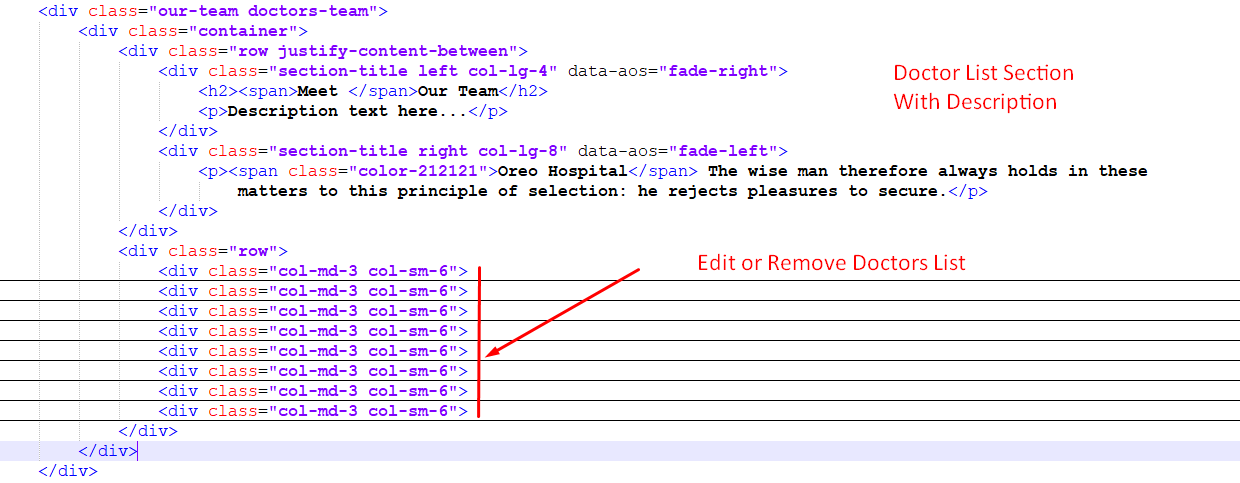 <div class="our-team doctors-team">
<div class="container">
<div class="row justify-content-between">
<div class="section-title left col-lg-4" data-aos="fade-right">
Doctor List Section
<h2><span>Meet </span>Our Team</h2>
With Description
<p>Description text here...</p>
</div>
<div class="section-title right col-lg-8" data-aos="fade-left">
<p><span class="color-212121">Oreo Hospital</span> The wise man therefore always holds in these
matters to this principle of selection: he rejects pleasures to secure.</p>
</div>
</div>
<div class="row">
Edit or Remove Doctors List
<div class="col-md-3 col-sm-6">
<div class="col-md-3 col-sm-6">
<div class="col-md-3 col-sm-6">
<div class="col-md-3 col-sm-6">
<div class="col-md-3 col-sm-6">
<div class="col-md-3 col-sm-6">
<div class="col-md-3 col-sm-6">
<div class="col-md-3 col-sm-6">
</div>
</div>
</div>